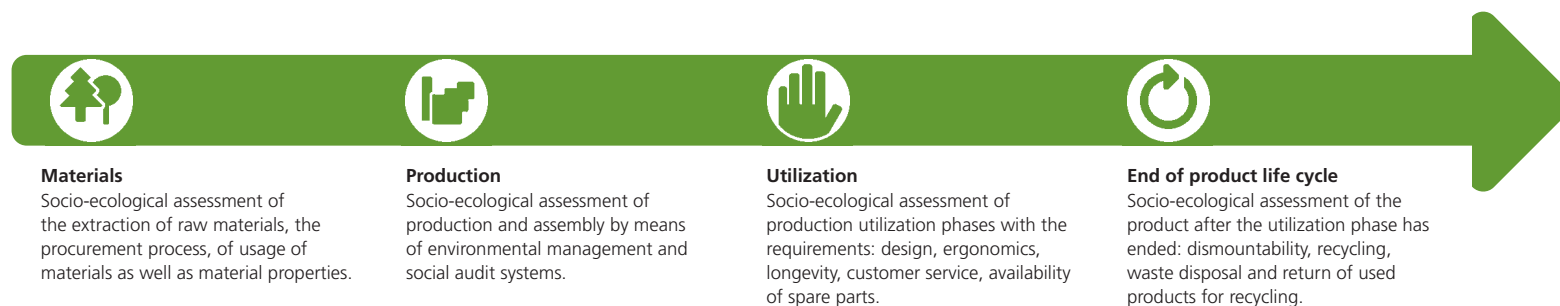 Materials
Socio-ecological assessment of
the extraction of raw materials, the
procurement process, of usage of
materials as well as material properties.
Production
Socio-ecological assessment of
production and assembly by means
of environmental management and
social audit systems.
Utilization
Socio-ecological assessment of
production utilization phases with the
requirements: design, ergonomics,
longevity, customer service, availability
of spare parts.
End of product life cycle
Socio-ecological assessment of the
product after the utilization phase has
ended: dismountability, recycling,
waste disposal and return of used
products for recycling.